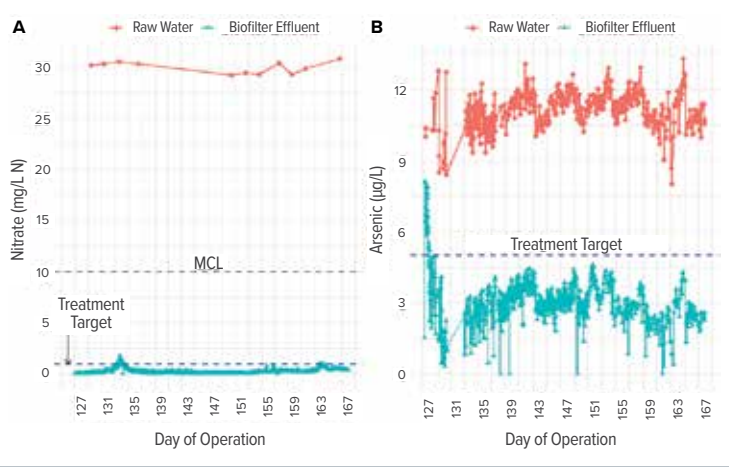 A
Raw Water
Biofilter Effluent
Nitrate (mg/L N)
30
25
20
15
10
5
0
MCL
Treatment
Target
127
131
135
139
143
147
151
155
159
163
167
Day of Operation
B
Raw Water
Biofilter Effluent
Arsenic (µg/L)
12
9
6
3
0
Treatment Target
127
131
135
139
143
147
151
155
159
163
167
Day of Operation